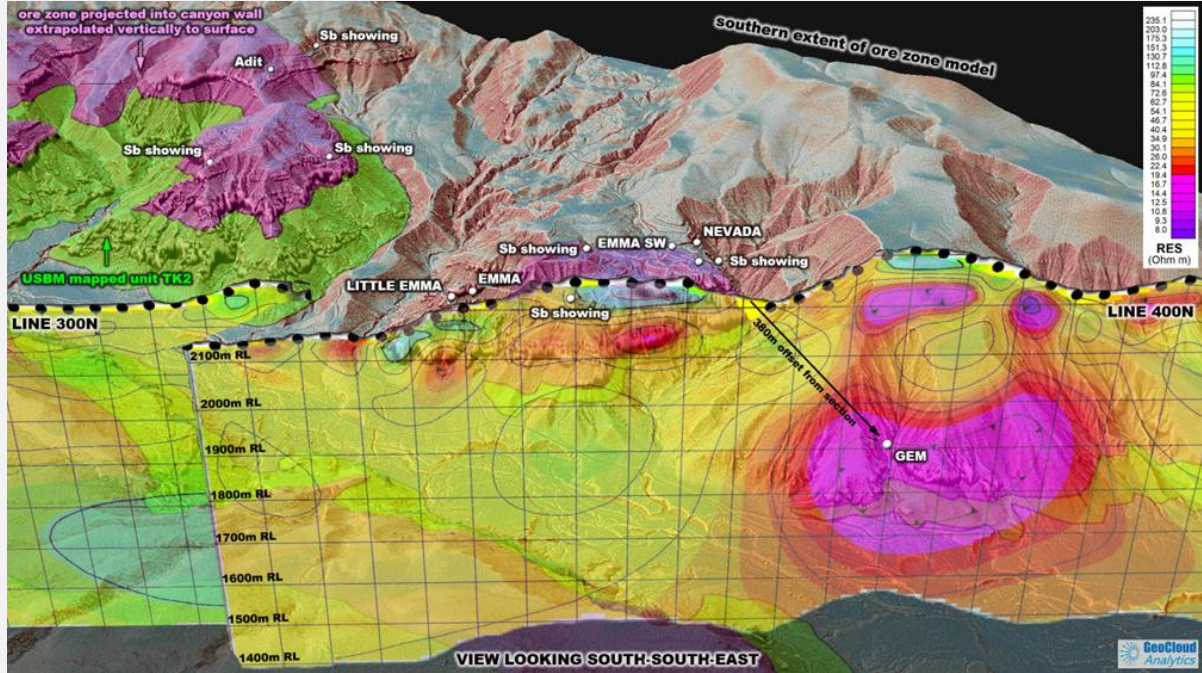 ore zone projected into canyon wall
extrapolated vertically to surface
Sb showing
Adit
southern extent of ore zone model
235.1
203.0
175.3
151.3
130.7
112.8
97.4
84.1
72.6
62.7
54.1
46.7
40.4
34.9
30.1
26.0
22.4
19.4
16.7
14.4
12.5
10.8
9.3
8.0
RES
(Ohm m)
Sb showing
Sb showing
USBM mapped unit TK2
NEVADA
Sb showing
EMMA SW
Sb showing
LITTLE EMMA
EMMA
Sb showing
LINE 300N
LINE 400N
380m offset from section
GEM
2100m RL
2000m RL
1900m RL
1800m RL
1700m RL
1600m RL
1500m RL
1400m RL
VIEW LOOKING SOUTH-SOUTH-EAST
GeoCloud
Analytics